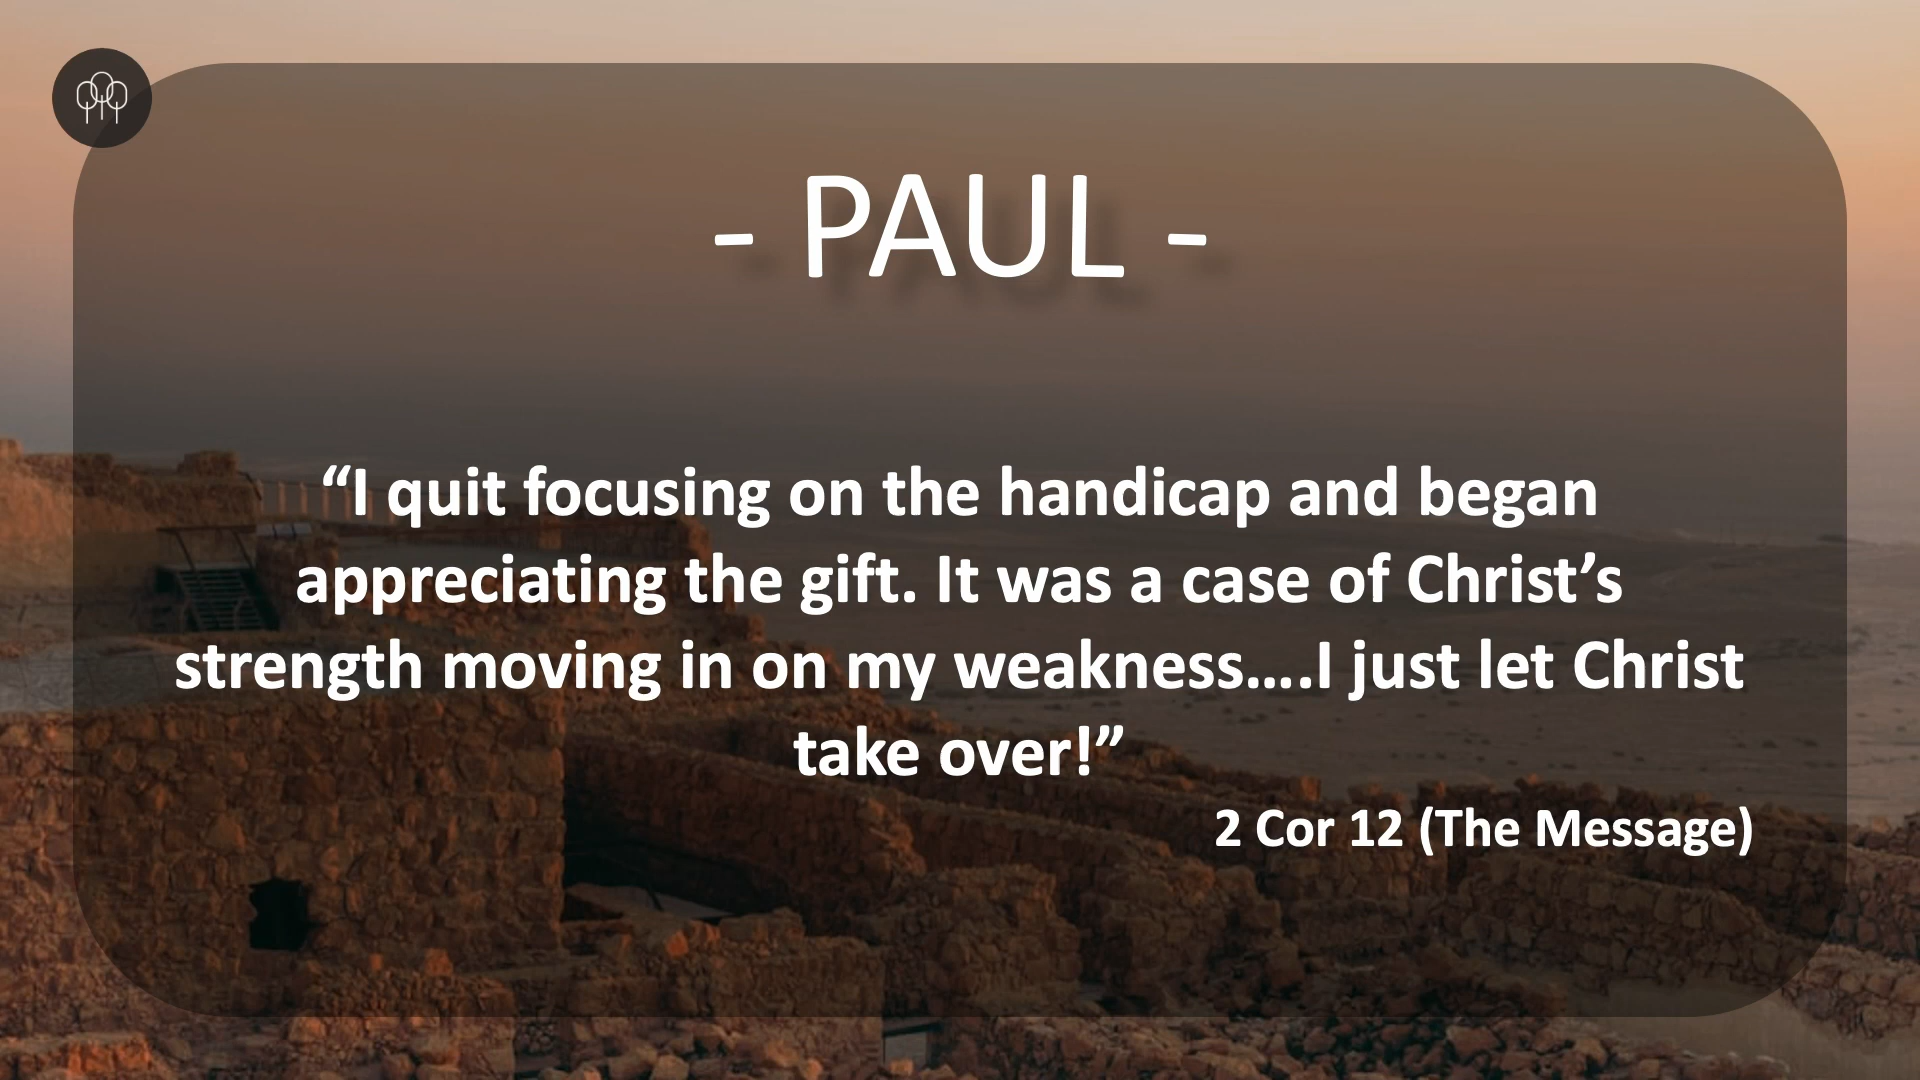 - PAUL -
“I quit focusing on the handicap and began
appreciating the gift. It was a case of Christ’s
strength moving in on my weakness….I just let Christ
take over!”
2 Cor 12 (The Message)